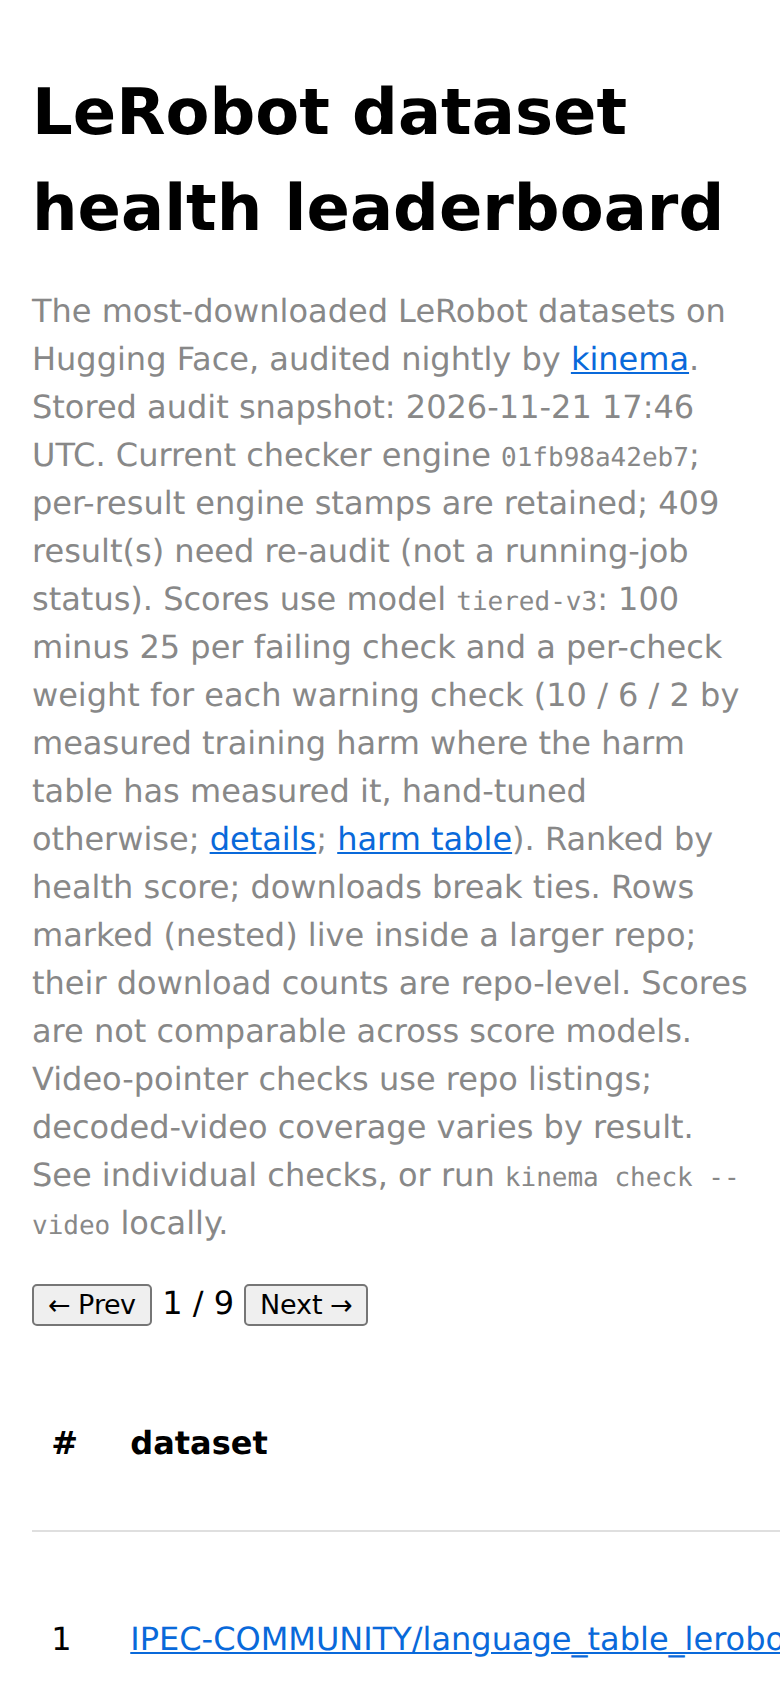 LeRobot dataset
health leaderboard
The most-downloaded LeRobot datasets on
Hugging Face, audited nightly by kinema.
Stored audit snapshot: 2026-11-21 17:46
UTC. Current checker engine 01fb98a42eb7;
per-result engine stamps are retained; 409
result(s) need re-audit (not a running-job
status). Scores use model tiered-v3: 100
minus 25 per failing check and a per-check
weight for each warning check (10 / 6 / 2 by
measured training harm where the harm
table has measured it, hand-tuned
otherwise; details; harm table). Ranked by
health score; downloads break ties. Rows
marked (nested) live inside a larger repo;
their download counts are repo-level. Scores
are not comparable across score models.
Video-pointer checks use repo listings;
decoded-video coverage varies by result.
See individual checks, or run kinema check --
video locally.
← Prev 1 / 9 Next →
# dataset
1 IPEC-COMMUNITY/language_table_lerobo